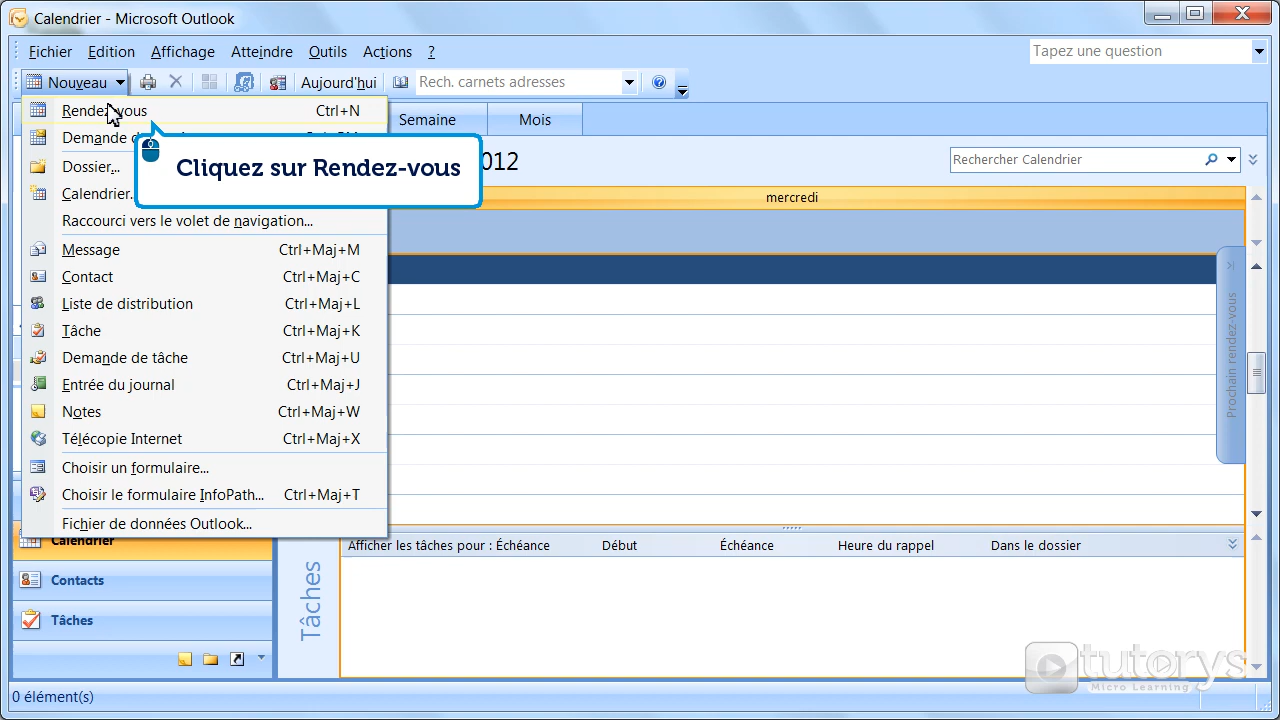 Calendrier - Microsoft Outlook
Fichier Edition Affichage Atteindre Outils Actions ?
Tapez une question
Nouveau Aujourd'hui Rech. carnets adresses
Rendez-vous Ctrl+N
Semaine Mois
Demande
Cliquez sur Rendez-vous
Dossier...
012
Rechercher Calendrier
Calendrier.
mercredi
Raccourci vers le volet de navigation...
Message Ctrl+Maj+M
Contact Ctrl+Maj+C
Liste de distribution Ctrl+Maj+L
Tâche Ctrl+Maj+K
Demande de tâche Ctrl+Maj+U
Entrée du journal Ctrl+Maj+J
Notes Ctrl+Maj+W
Télécopie Internet Ctrl+Maj+X
Choisir un formulaire...
Choisir le formulaire InfoPath... Ctrl+Maj+T
Fichier de données Outlook...
Prochain rendez-vous
Calendrier
Contacts
Tâches
Tâches
Afficher les tâches pour : Échéance Début Échéance Heure du rappel Dans le dossier
tutorys
Micro Learning
0 élément(s)